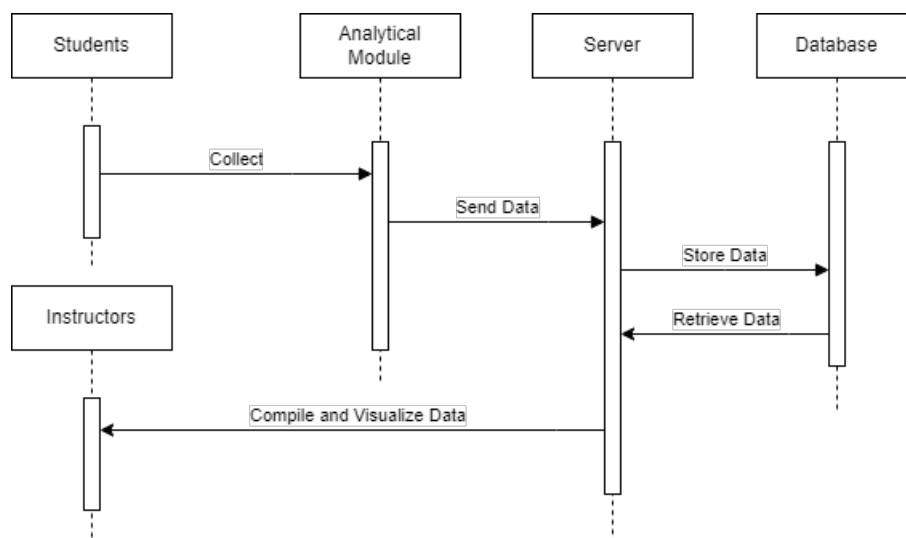 Students
Analytical
Module
Server
Database
Collect
Send Data
Store Data
Instructors
Retrieve Data
Compile and Visualize Data